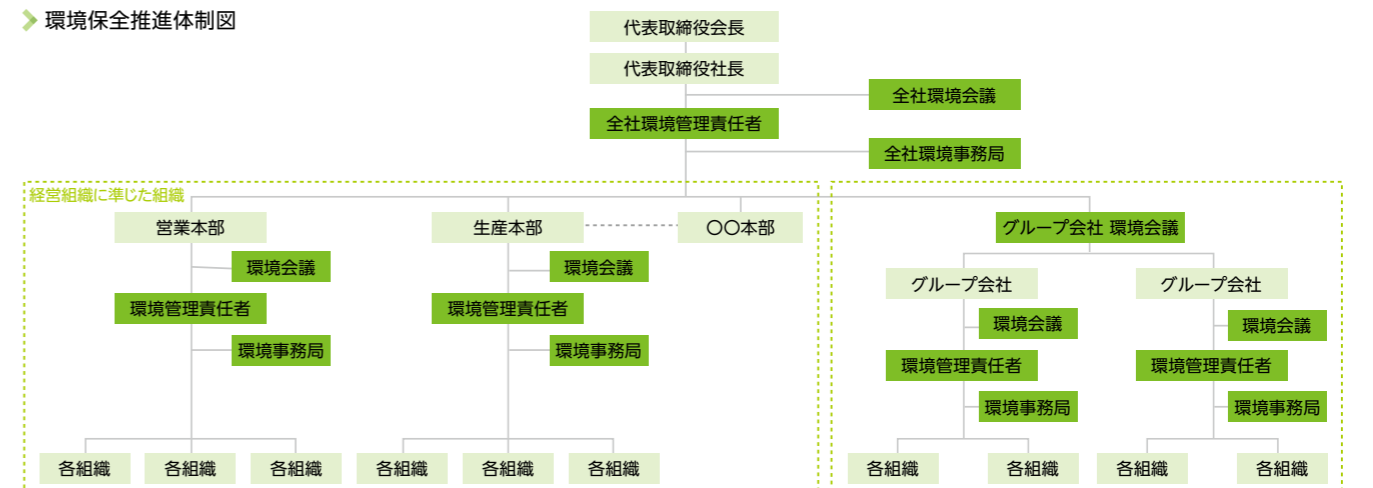 環境保全推進体制図
代表取締役会長
代表取締役社長
全社環境会議
全社環境管理責任者
全社環境事務局
経営組織に準じた組織
営業本部
生産本部
〇〇本部
グループ会社 環境会議
環境会議
環境会議
グループ会社
グループ会社
環境管理責任者
環境管理責任者
環境会議
環境会議
環境事務局
環境事務局
環境管理責任者
環境管理責任者
環境事務局
環境事務局
各組織
各組織
各組織
各組織
各組織
各組織
各組織
各組織
各組織
各組織